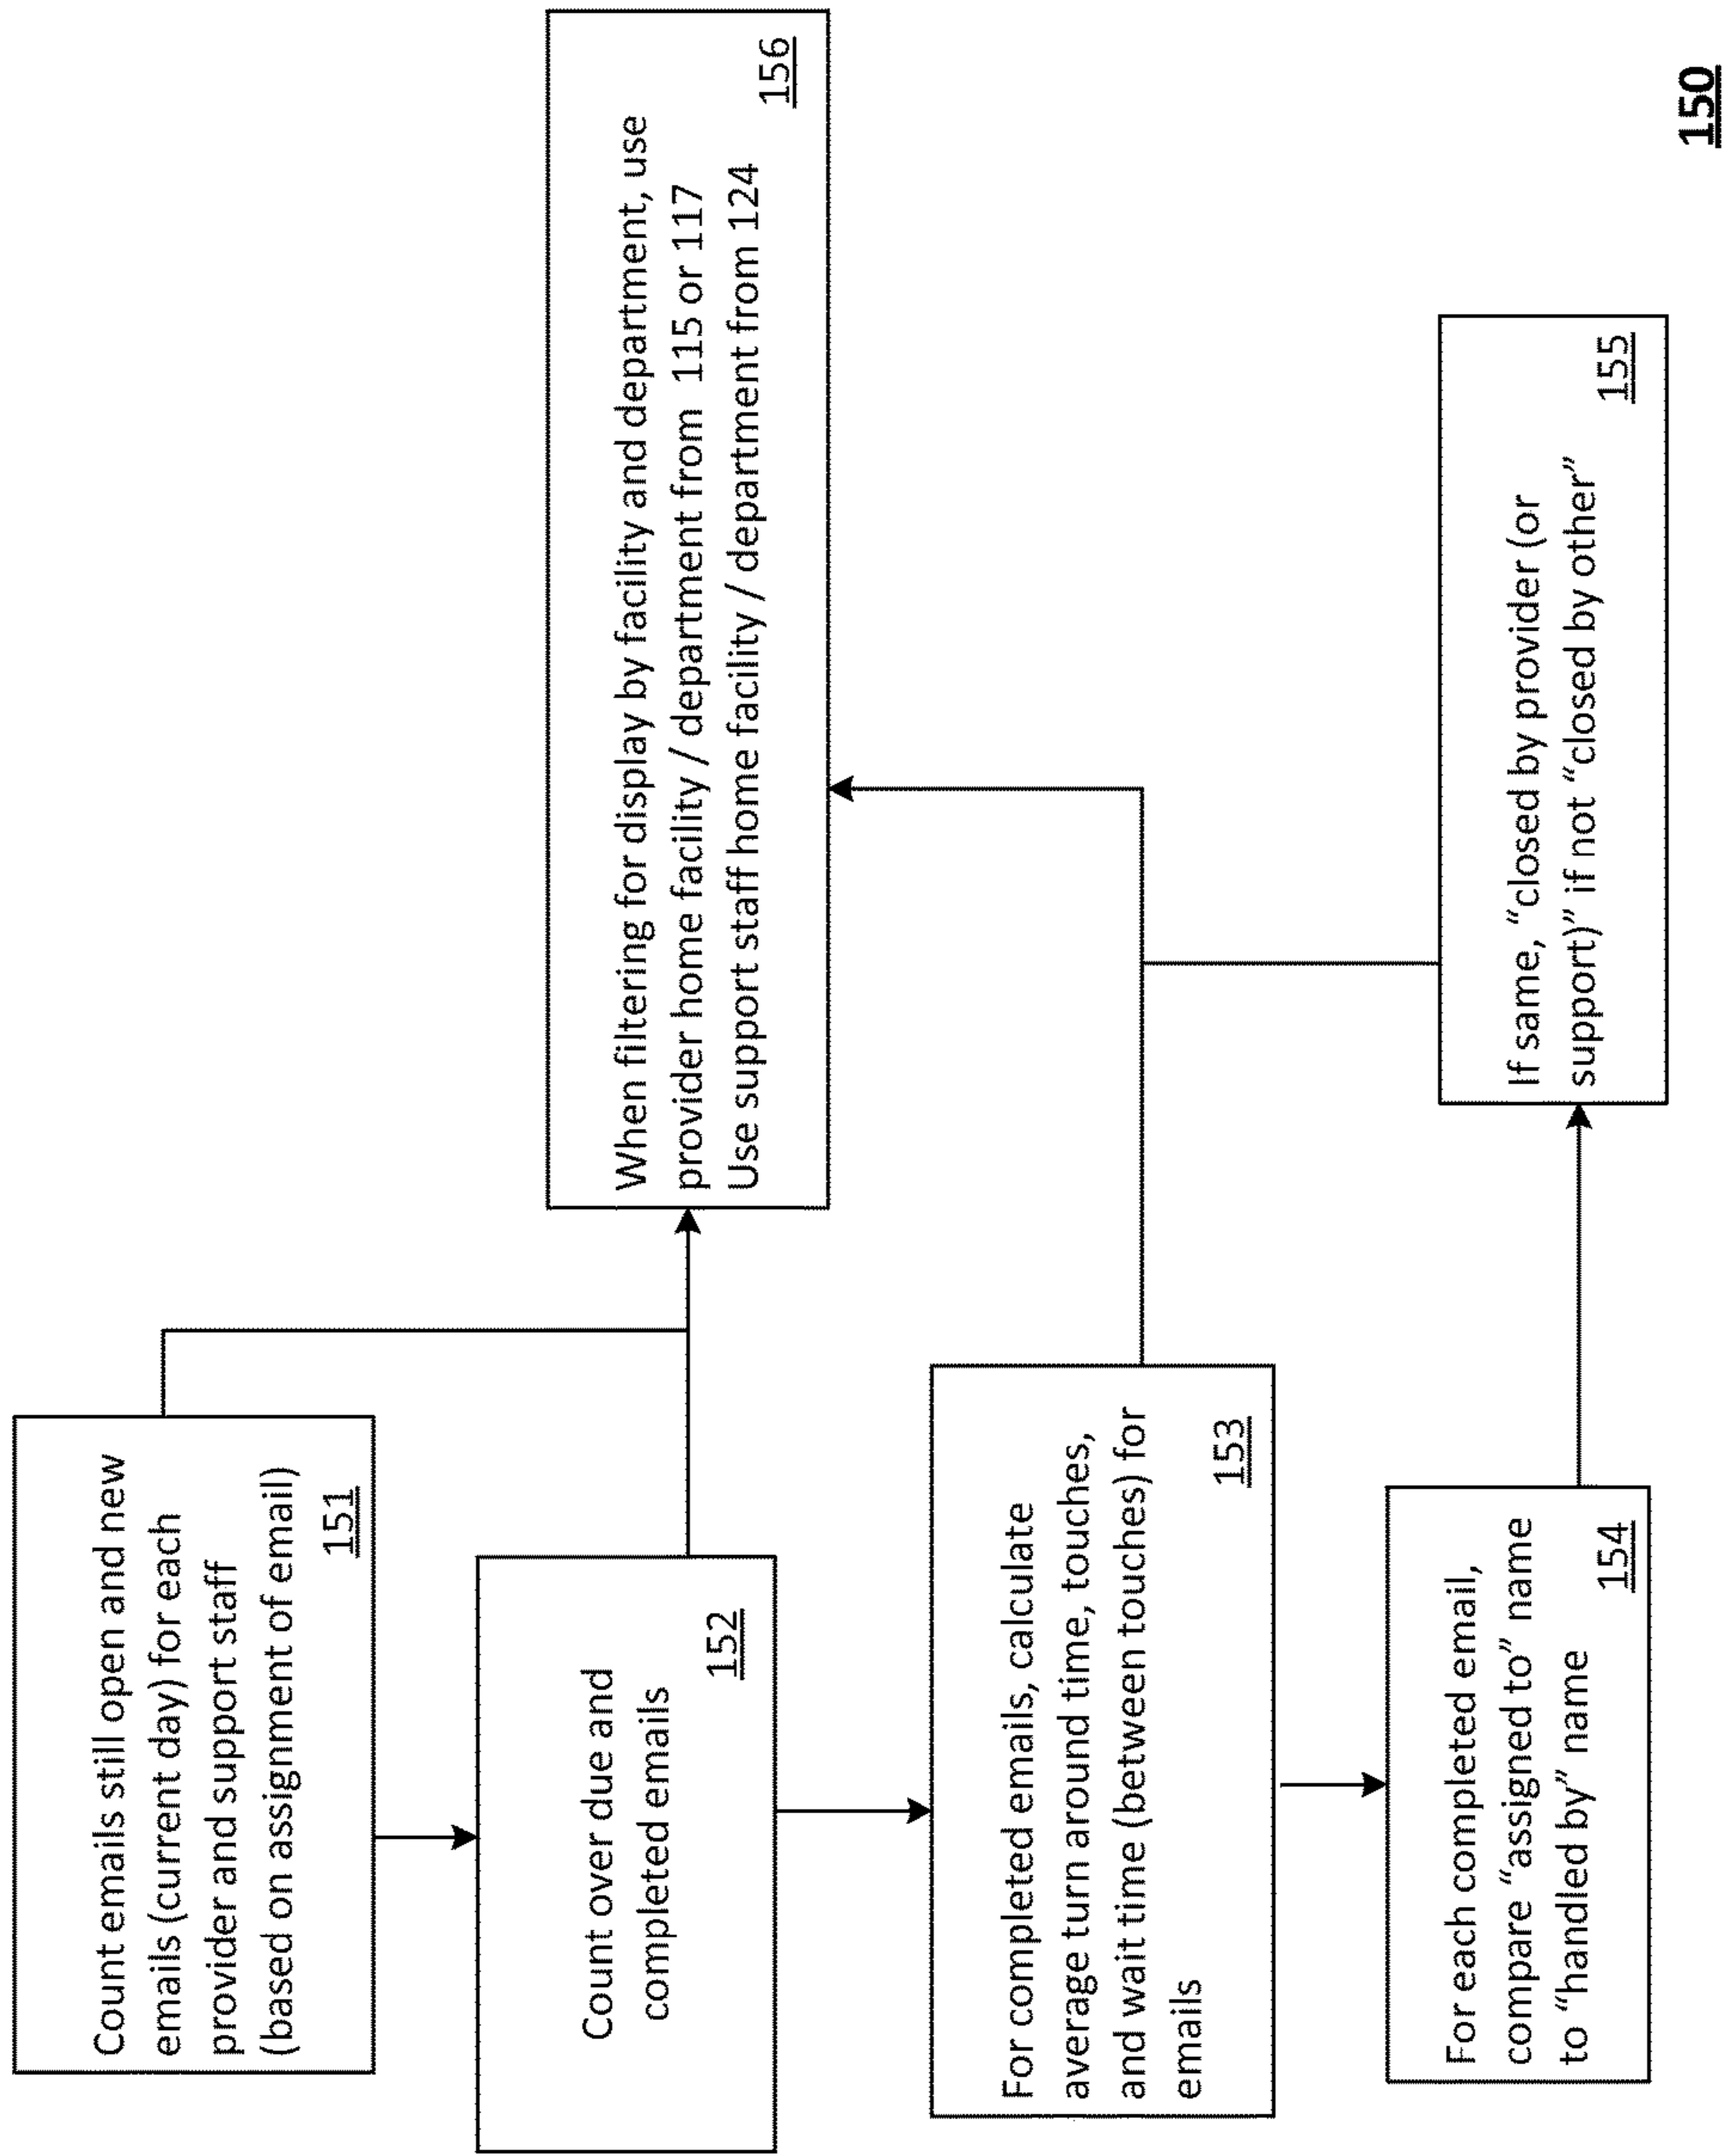 Count emails still open and new
emails (current day) for each
provider and support staff
(based on assignment of email)
151
Count over due and
completed emails
152
For completed emails, calculate
average turn around time, touches,
and wait time (between touches) for
emails
153
For each completed email,
compare “assigned to” name
to “handled by” name
154
If same, “closed by provider (or
support)” if not “closed by other”
155
When filtering for display by facility and department, use
provider home facility / department from 115 or 117
Use support staff home facility / department from 124
156
150